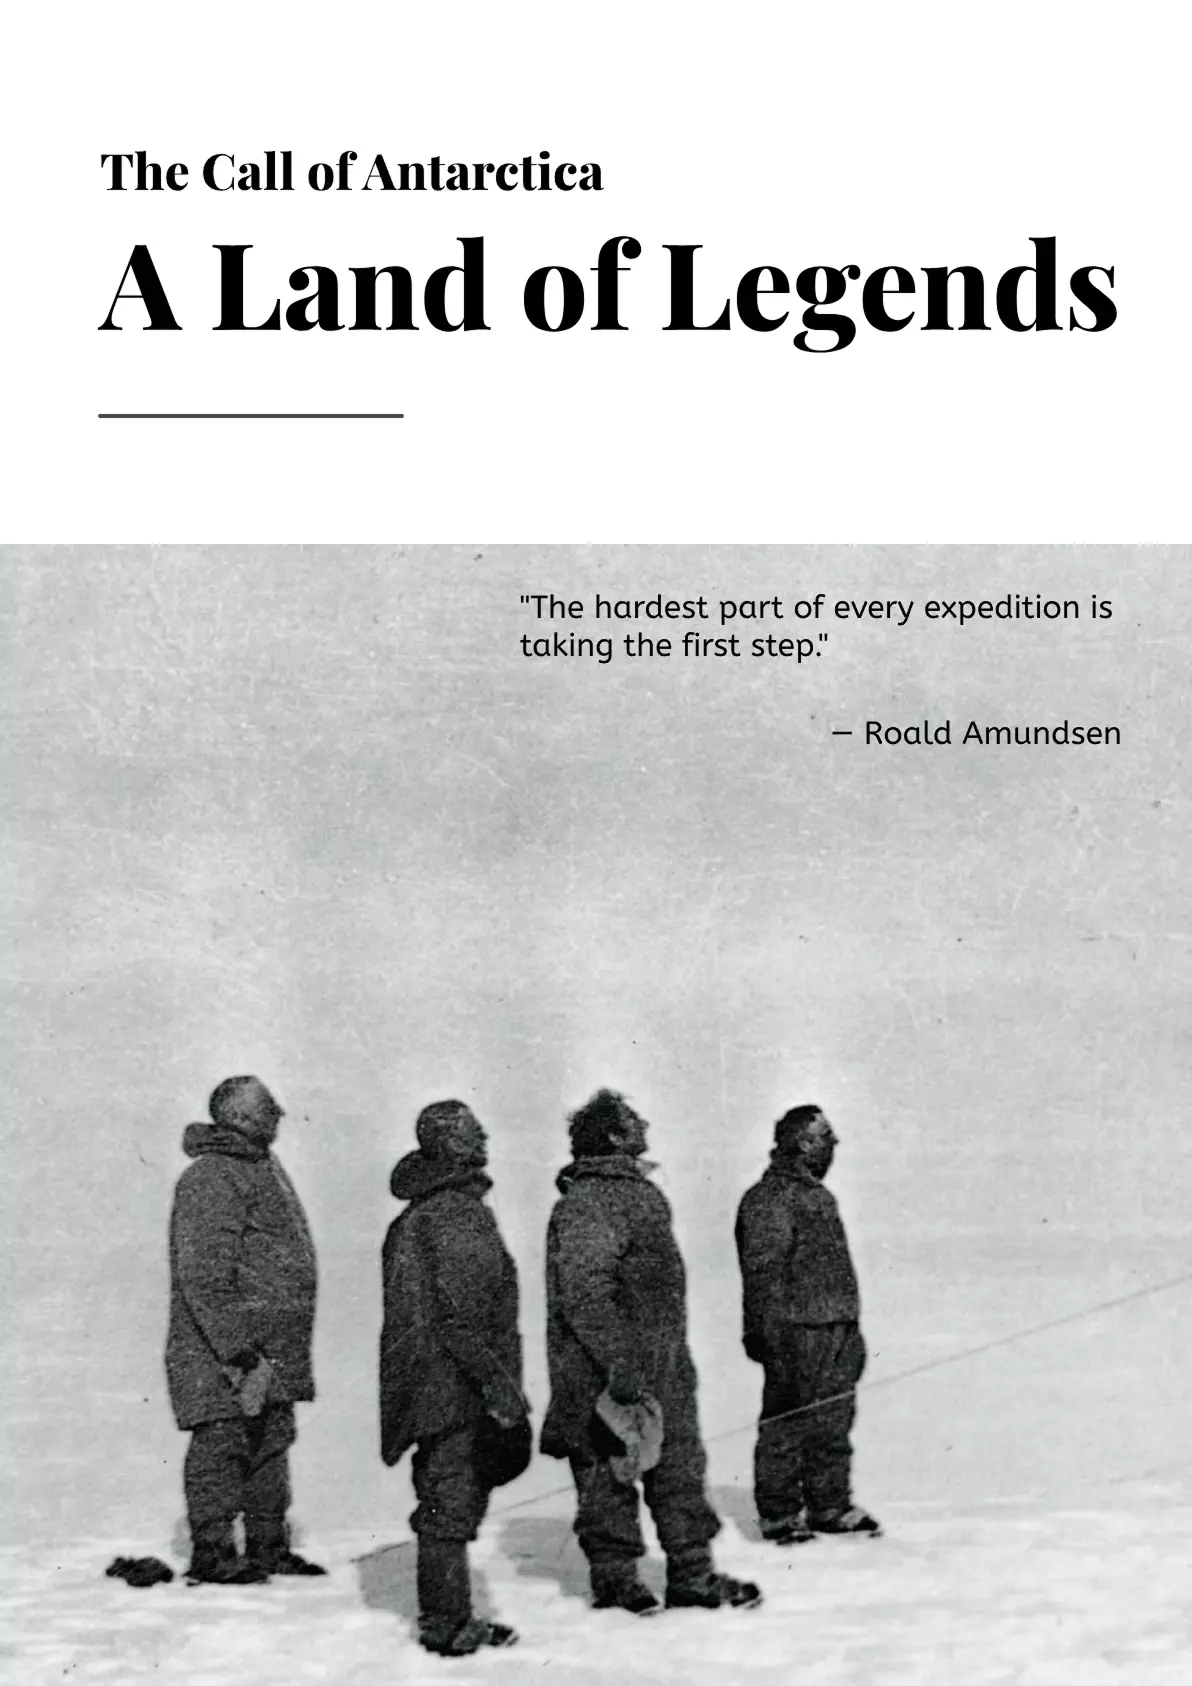 The Call of Antarctica
A Land of Legends
"The hardest part of every expedition is
taking the first step."
— Roald Amundsen